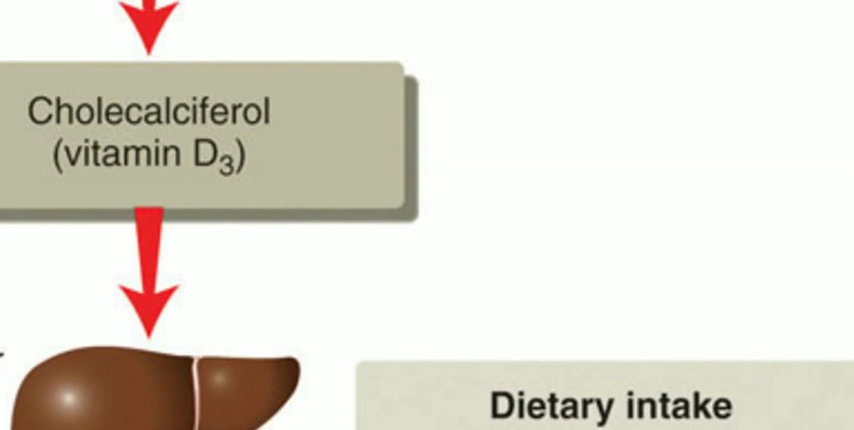 Cholecalciferol
(vitamin D₃)
Dietary intake